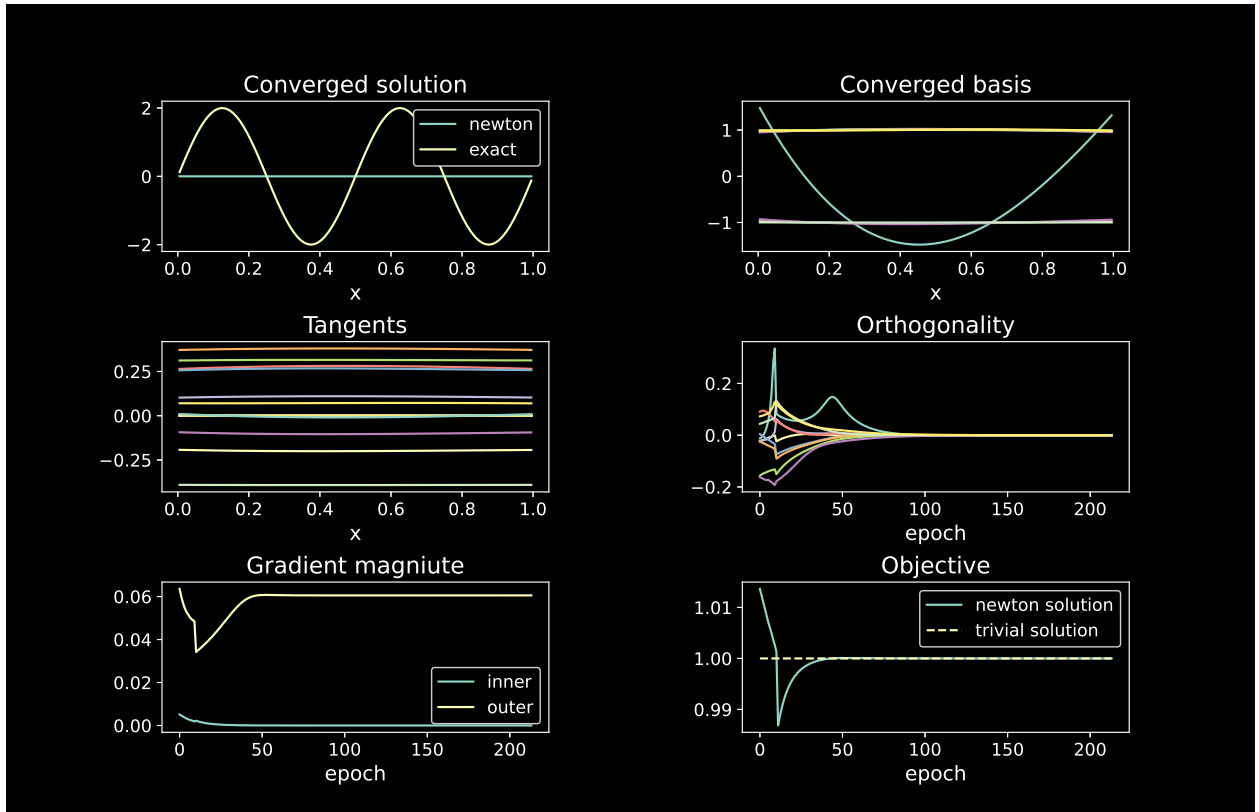 Converged solution
2
0
−2
newton
exact
0.0 0.2 0.4 0.6 0.8 1.0
x
Converged basis
1
0
−1
0.0 0.2 0.4 0.6 0.8 1.0
x
Tangents
0.25
0.00
−0.25
0.0 0.2 0.4 0.6 0.8 1.0
x
Orthogonality
0.2
0.0
−0.2
0 50 100 150 200
epoch
Gradient magniute
0.06
0.04
0.02
0.00
inner
outer
0 50 100 150 200
epoch
Objective
1.01
1.00
0.99
newton solution
trivial solution
0 50 100 150 200
epoch